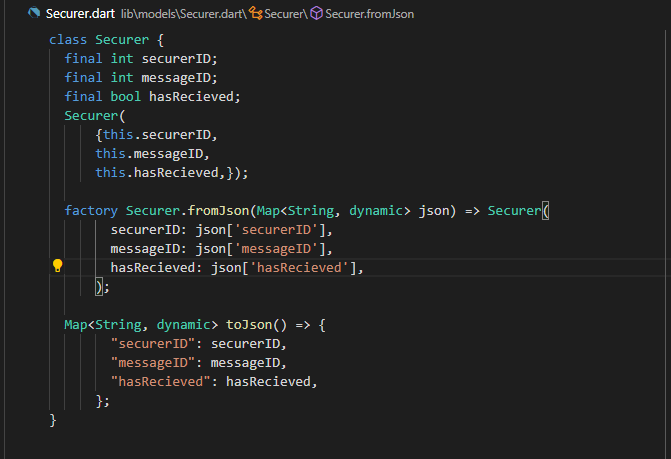 Securer.dart lib\models\Securer.dart\Securer\Securer.fromJson
class Securer {
  final int securerID;
  final int messageID;
  final bool hasRecieved;
  Securer(
      {this.securerID,
      this.messageID,
      this.hasRecieved,});

  factory Securer.fromJson(Map<String, dynamic> json) => Securer(
        securerID: json['securerID'],
        messageID: json['messageID'],
        hasRecieved: json['hasRecieved'],
      );

  Map<String, dynamic> toJson() => {
        "securerID": securerID,
        "messageID": messageID,
        "hasRecieved": hasRecieved,
      };
}